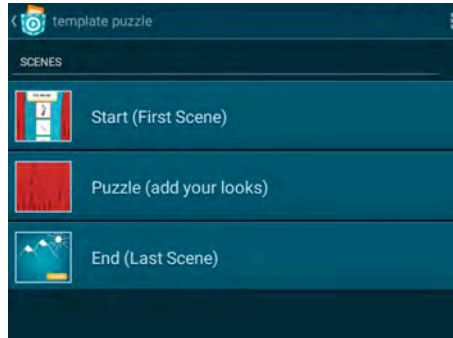 template puzzle
SCENES
Start (First Scene)
Puzzle (add your looks)
End (Last Scene)